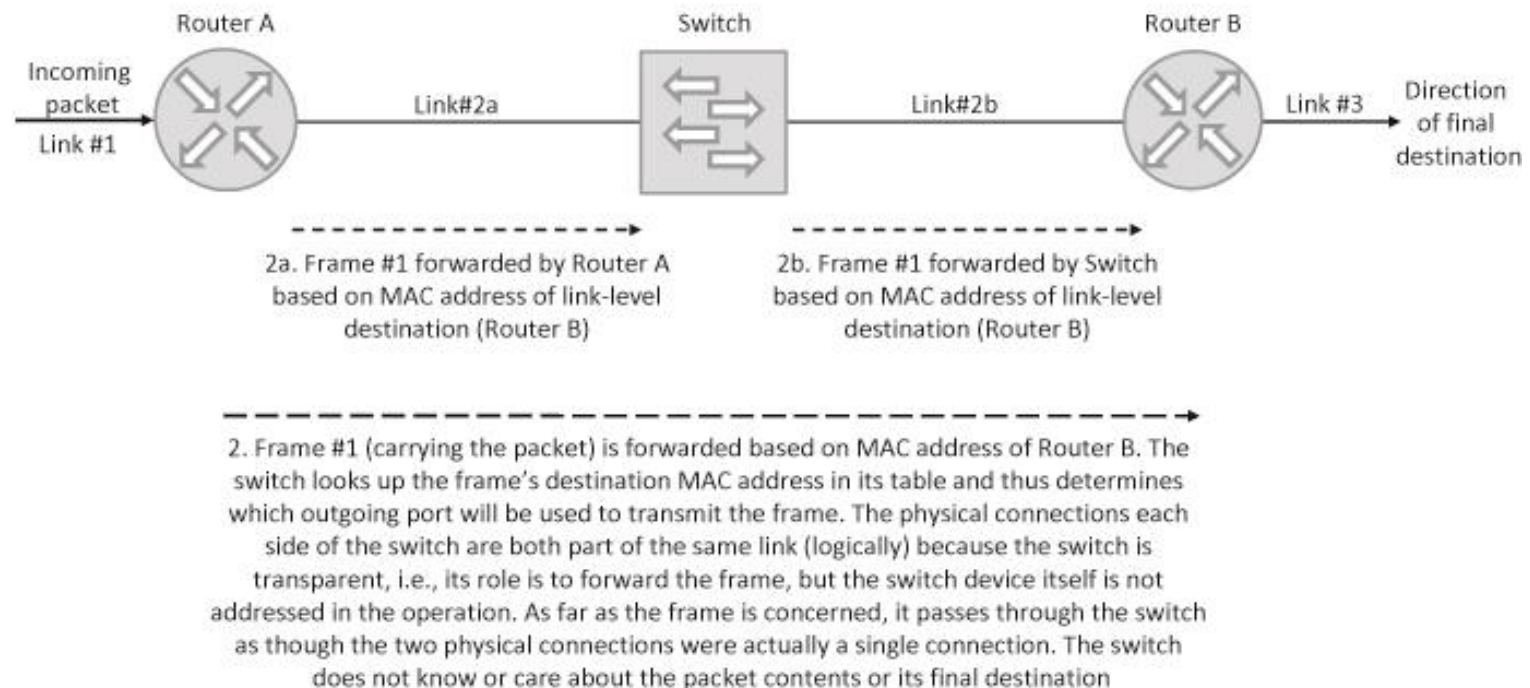 Router A
Switch
Router B
Incoming
packet
Link #1
Link#2a
Link#2b
Link #3
Direction
of final
destination
2a. Frame #1 forwarded by Router A
based on MAC address of link-level
destination (Router B)
2b. Frame #1 forwarded by Switch
based on MAC address of link-level
destination (Router B)
2. Frame #1 (carrying the packet) is forwarded based on MAC address of Router B. The
switch looks up the frame's destination MAC address in its table and thus determines
which outgoing port will be used to transmit the frame. The physical connections each
side of the switch are both part of the same link (logically) because the switch is
transparent, i.e., its role is to forward the frame, but the switch device itself is not
addressed in the operation. As far as the frame is concerned, it passes through the switch
as though the two physical connections were actually a single connection. The switch
does not know or care about the packet contents or its final destination